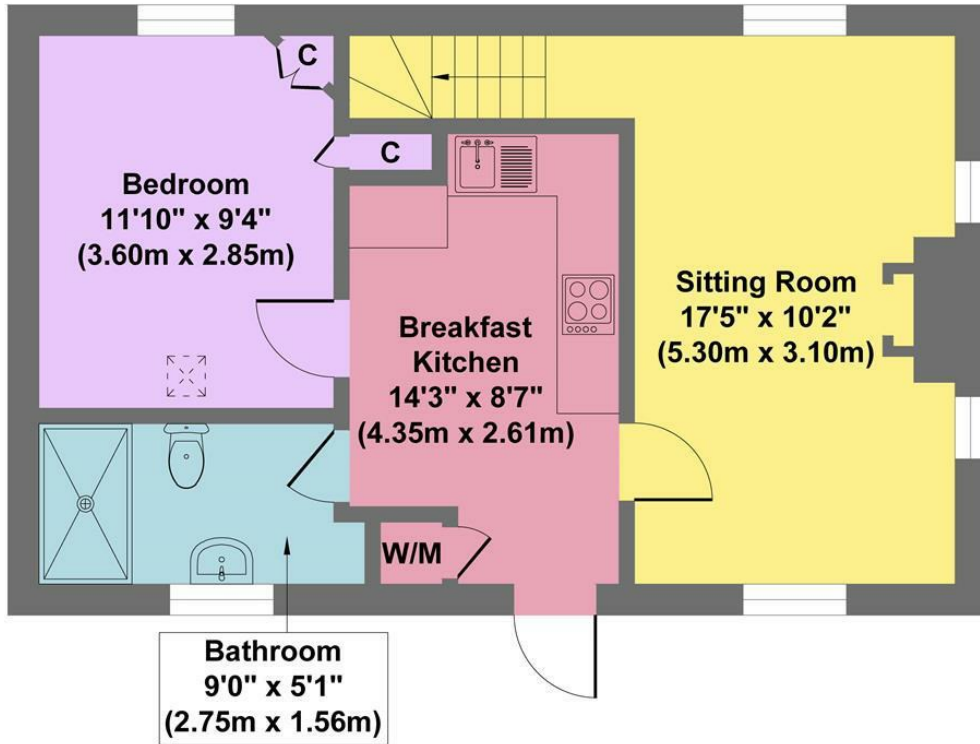 C
C
Bedroom
11'10" x 9'4"
(3.60m x 2.85m)
Breakfast
Kitchen
14'3" x 8'7"
(4.35m x 2.61m)
Sitting Room
17'5" x 10'2"
(5.30m x 3.10m)
W/M
Bathroom
9'0" x 5'1"
(2.75m x 1.56m)